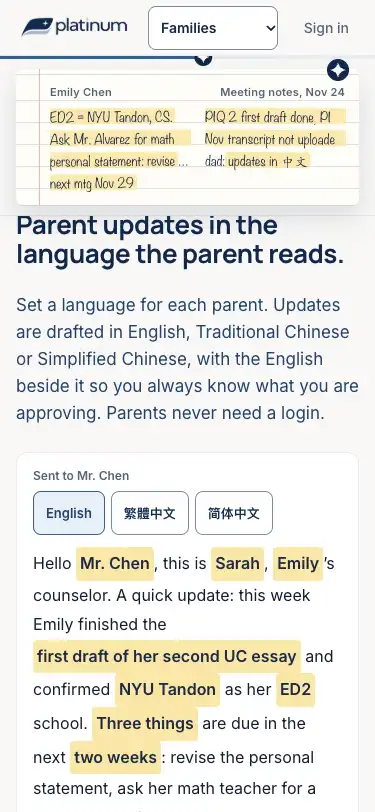 platinum
Families
Sign in
Emily Chen
Meeting notes, Nov 24
ED2 = NYU Tandon, CS.
Ask Mr. Alvarez for math
personal statement: revise ...
next mtg Nov 29
PIQ 2 first draft done, PI
Nov transcript not uploade
dad: updates in 中文
Parent updates in the
language the parent reads.
Set a language for each parent. Updates
are drafted in English, Traditional Chinese
or Simplified Chinese, with the English
beside it so you always know what you are
approving. Parents never need a login.
Sent to Mr. Chen
English
繁體中文
简体中文
Hello Mr. Chen, this is Sarah, Emily's
counselor. A quick update: this week
Emily finished the
first draft of her second UC essay and
confirmed NYU Tandon as her ED2
school. Three things are due in the
next two weeks: revise the personal
statement, ask her math teacher for a